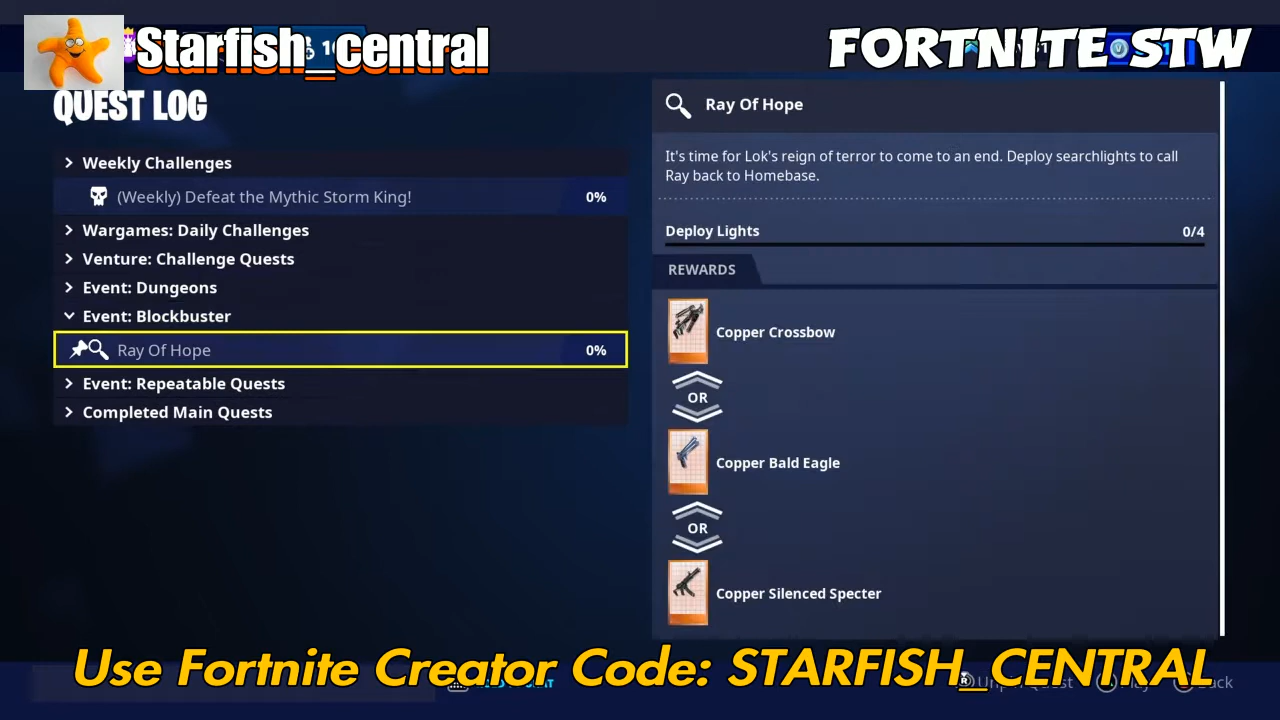 Starfish_central
FORTNITE STW
QUEST LOG
Weekly Challenges
(Weekly) Defeat the Mythic Storm King!
0%
Wargames: Daily Challenges
Venture: Challenge Quests
Event: Dungeons
Event: Blockbuster
Ray Of Hope
0%
Event: Repeatable Quests
Completed Main Quests
Ray Of Hope
It's time for Lok's reign of terror to come to an end. Deploy searchlights to call
Ray back to Homebase.
Deploy Lights
0/4
REWARDS
Copper Crossbow
OR
Copper Bald Eagle
OR
Copper Silenced Specter
Use Fortnite Creator Code: STARFISH_CENTRAL